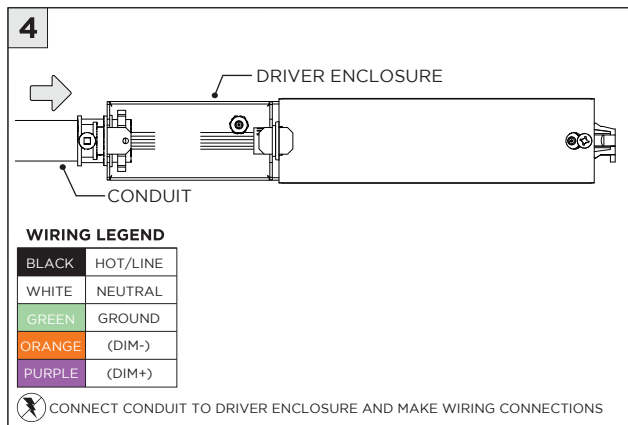 4
DRIVER ENCLOSURE
CONDUIT
WIRING LEGEND
BLACK HOT/LINE
WHITE NEUTRAL
GREEN GROUND
ORANGE (DIM-)
PURPLE (DIM+)
CONNECT CONDUIT TO DRIVER ENCLOSURE AND MAKE WIRING CONNECTIONS